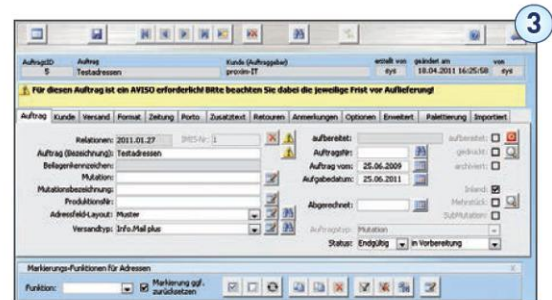 3
AuftragsID Auftrag Kunde (Auftraggeber) erstellt von geändert am von
5 Testadressen proxim-IT sys 18.04.2011 16:25:58 sys
Für diesen Auftrag ist ein AVISO erforderlich! Bitte beachten Sie dabei die jeweilige Frist vor Auflieferung!
Auftrag Kunde Versand Format Zeitung Porto Zusatztext Retouren Anmerkungen Optionen Erweitert Palettierung Importiert
Relationen: 2011.01.27 IMES-Nr.: 1 aufbereitet: aufbereitet:
Auftrag (Bezeichnung): Testadressen AuftragsNr: gedruckt:
Beilagenkennzeichen: Auftrag vom: 25.06.2009 archiviert:
Mutation: Aufgabedatum: 25.06.2011
Mutationsbezeichnung: Inland:
ProduktionsNr: Abgerechnet: Mehrstück:
Adressfeld-Layout: Muster SubMutation:
Versandtyp: Info.Mail plus Auftragstyp: Mutation
Status: Endgültig in Vorbereitung
Markierungs-Funktionen für Adressen X
Funktion: Markierung ggf. zurücksetzen